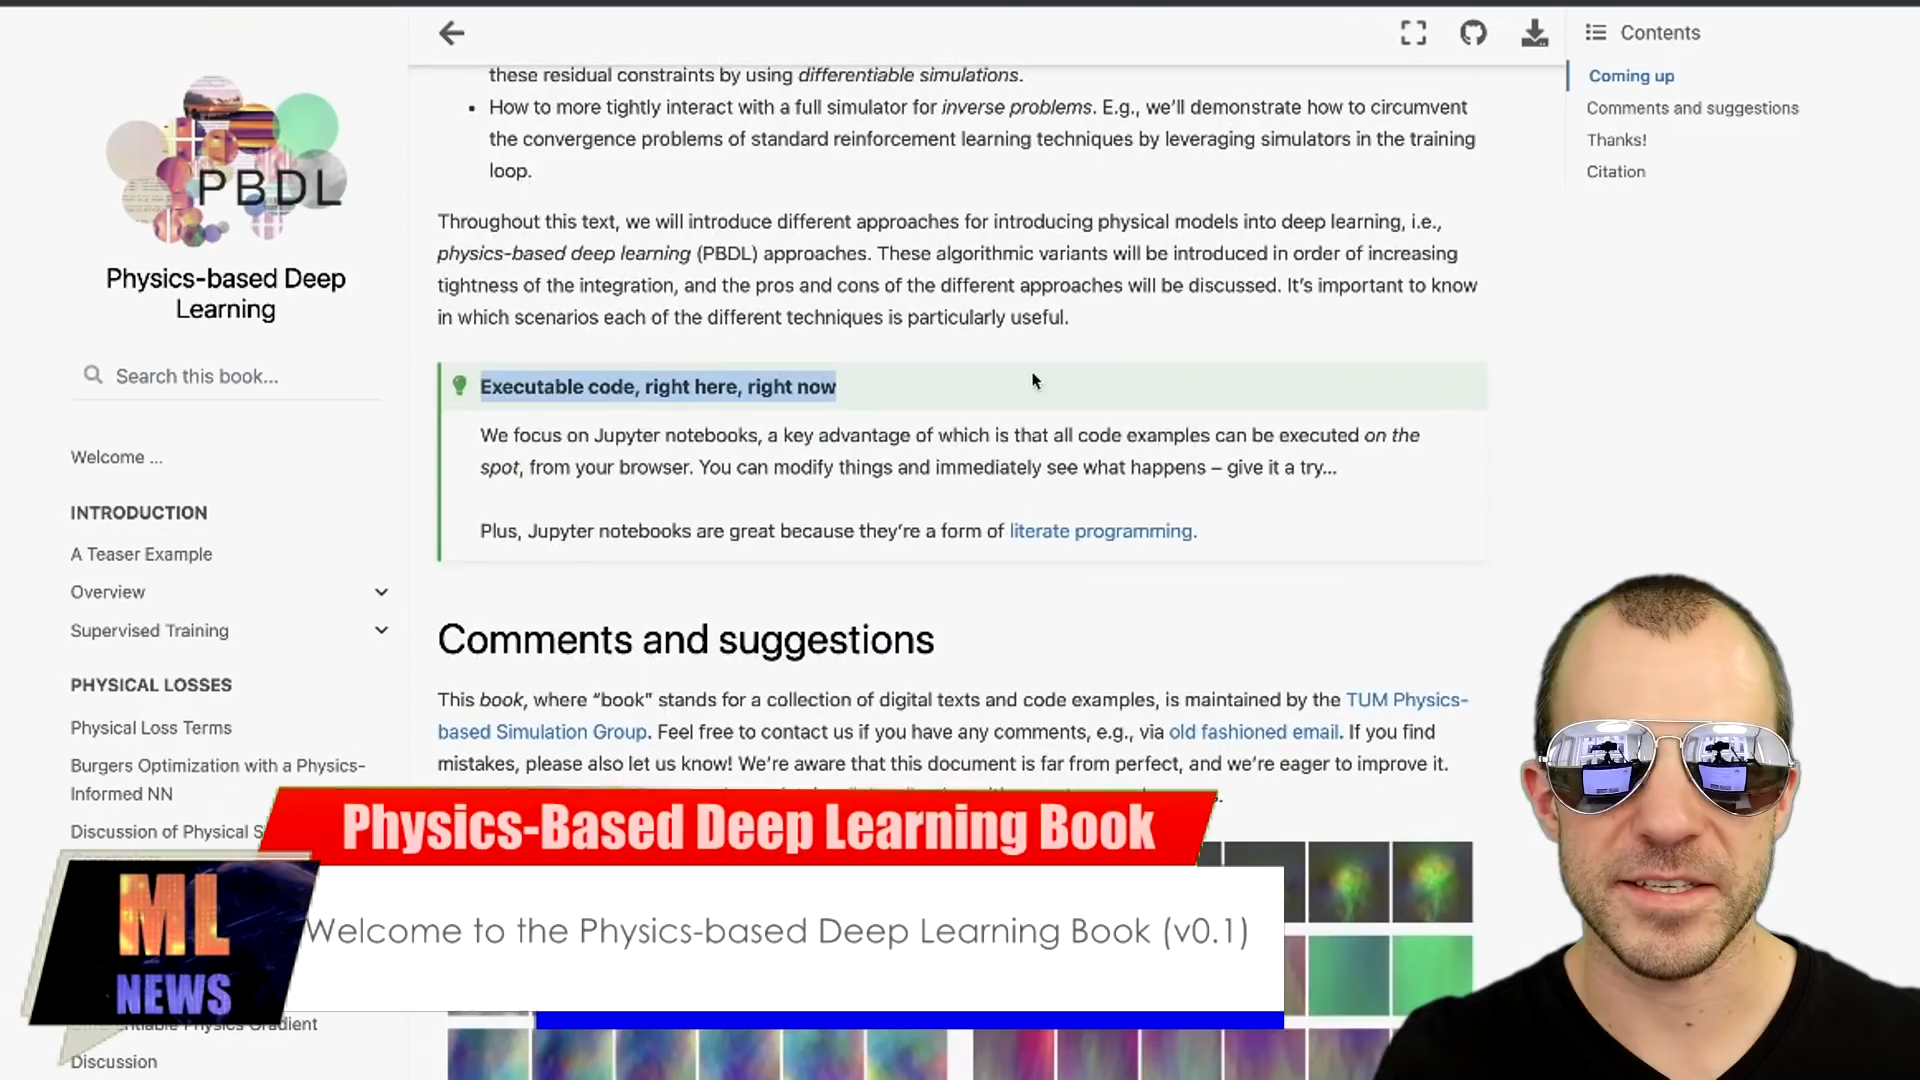 PBDL
Physics-based Deep
Learning
Search this book...
Welcome ...
INTRODUCTION
A Teaser Example
Overview
Supervised Training
PHYSICAL LOSSES
Physical Loss Terms
Burgers Optimization with a Physics-
Informed NN
Discussion of Physical S
Discussion
these residual constraints by using differentiable simulations.
• How to more tightly interact with a full simulator for inverse problems. E.g., we'll demonstrate how to circumvent
the convergence problems of standard reinforcement learning techniques by leveraging simulators in the training
loop.
Throughout this text, we will introduce different approaches for introducing physical models into deep learning, i.e.,
physics-based deep learning (PBDL) approaches. These algorithmic variants will be introduced in order of increasing
tightness of the integration, and the pros and cons of the different approaches will be discussed. It's important to know
in which scenarios each of the different techniques is particularly useful.
Executable code, right here, right now
We focus on Jupyter notebooks, a key advantage of which is that all code examples can be executed on the
spot, from your browser. You can modify things and immediately see what happens – give it a try...
Plus, Jupyter notebooks are great because they're a form of literate programming.
Comments and suggestions
This book, where “book” stands for a collection of digital texts and code examples, is maintained by the TUM Physics-
based Simulation Group. Feel free to contact us if you have any comments, e.g., via old fashioned email. If you find
mistakes, please also let us know! We're aware that this document is far from perfect, and we're eager to improve it.
Contents
Coming up
Comments and suggestions
Thanks!
Citation
Physics-Based Deep Learning Book
ML
NEWS
Welcome to the Physics-based Deep Learning Book (v0.1)